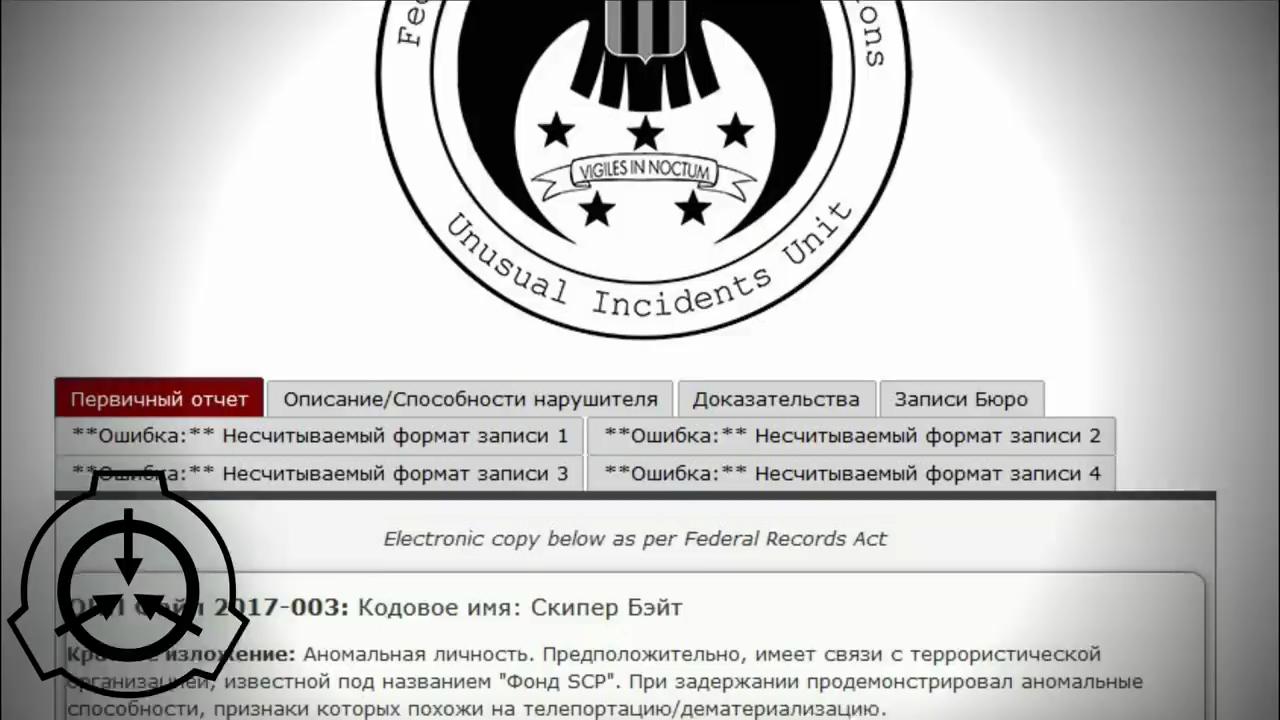 VIGILES IN NOCTUM
Unusual Incidents Unit
Первичный отчет Описание/Способности нарушителя Доказательства Записи Бюро
**Ошибка:** Несчитываемый формат записи 1 **Ошибка:** Несчитываемый формат записи 2
**Ошибка:** Несчитываемый формат записи 3 **Ошибка:** Несчитываемый формат записи 4
Electronic copy below as per Federal Records Act
2017-003: Кодовое имя: Скипер Бэйт
изложение: Аномальная личность. Предположительно, имеет связи с террористической
организацией, известной под названием "Фонд SCP". При задержании продемонстрировал аномальные
способности, признаки которых похожи на телепортацию/дематериализацию.